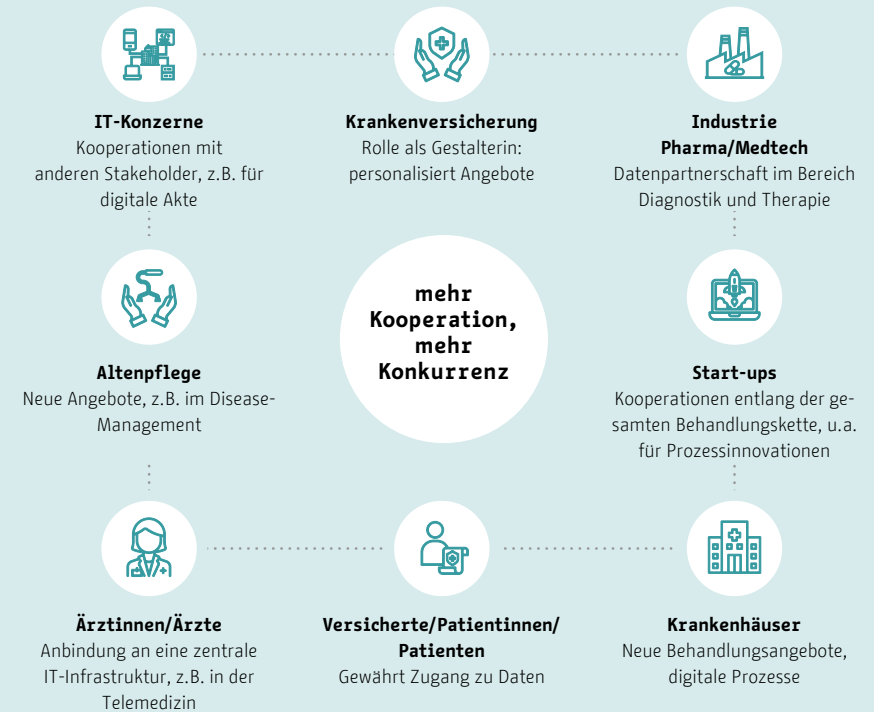 IT-Konzerne
Kooperationen mit
anderen Stakeholder, z.B. für
digitale Akte
Krankenversicherung
Rolle als Gestalterin:
personalisiert Angebote
Industrie
Pharma/Medtech
Datenpartnerschaft im Bereich
Diagnostik und Therapie
Altenpflege
Neue Angebote, z.B. im Disease-
Management
mehr
Kooperation,
mehr
Konkurrenz
Start-ups
Kooperationen entlang der ge-
samten Behandlungskette, u.a.
für Prozessinnovationen
Ärztinnen/Ärzte
Anbindung an eine zentrale
IT-Infrastruktur, z.B. in der
Telemedizin
Versicherte/Patientinnen/
Patienten
Gewährt Zugang zu Daten
Krankenhäuser
Neue Behandlungsangebote,
digitale Prozesse